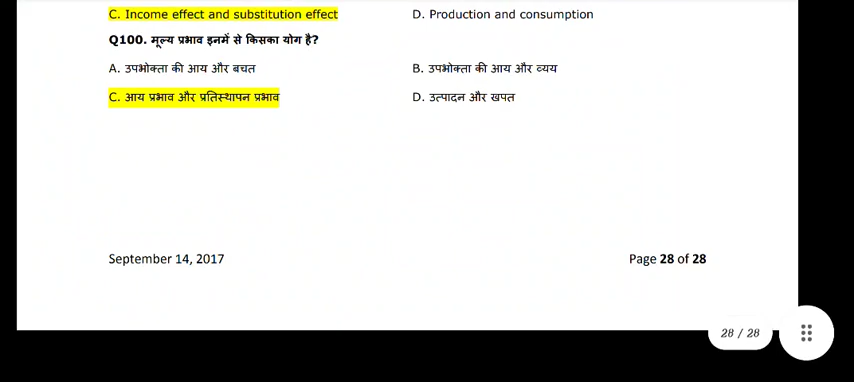 C. Income effect and substitution effect D. Production and consumption
Q100. मूल्य प्रभाव इनमें से किसका योग है?
A. उपभोक्ता की आय और बचत B. उपभोक्ता की आय और व्यय
C. आय प्रभाव और प्रतिस्थापन प्रभाव D. उत्पादन और खपत
September 14, 2017 Page 28 of 28
28 / 28